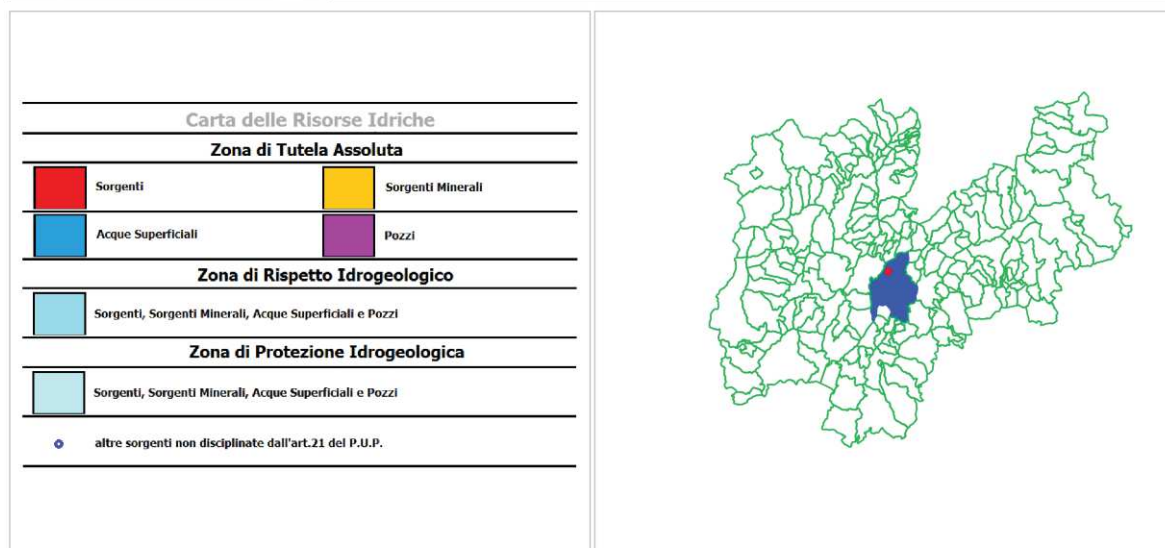 Carta delle Risorse Idriche
Zona di Tutela Assoluta
Sorgenti
Sorgenti Minerali
Acque Superficiali
Pozzi
Zona di Rispetto Idrogeologico
Sorgenti, Sorgenti Minerali, Acque Superficiali e Pozzi
Zona di Protezione Idrogeologica
Sorgenti, Sorgenti Minerali, Acque Superficiali e Pozzi
altre sorgenti non disciplinate dall'art.21 del P.U.P.